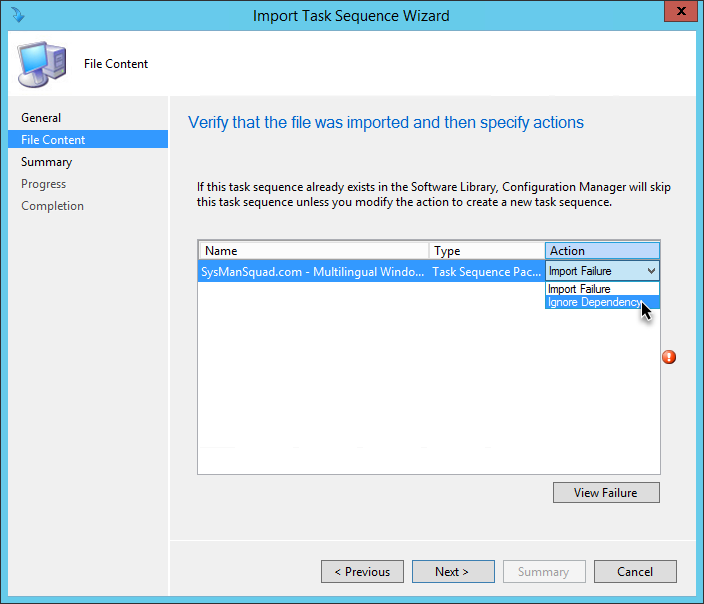 Import Task Sequence Wizard
x
File Content
General
File Content
Summary
Progress
Completion
Verify that the file was imported and then specify actions
If this task sequence already exists in the Software Library, Configuration Manager will skip
this task sequence unless you modify the action to create a new task sequence.
Name Type Action
SysManSquad.com - Multilingual Windo... Task Sequence Pac... Import Failure
Import Failure
Ignore Dependency
View Failure
< Previous Next > Summary Cancel